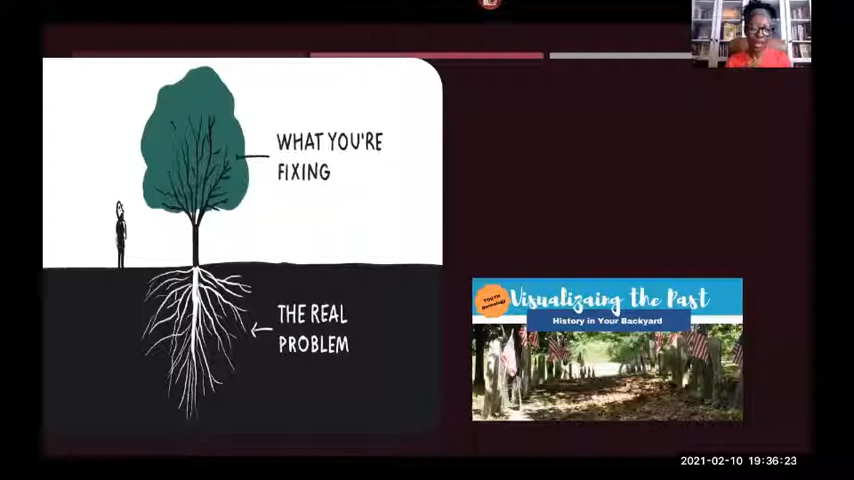 WHAT YOU'RE
FIXING
THE REAL
PROBLEM
YOUTH
Genealogy
Visualizaing the Past
History in Your Backyard
2021-02-10 19:36:23